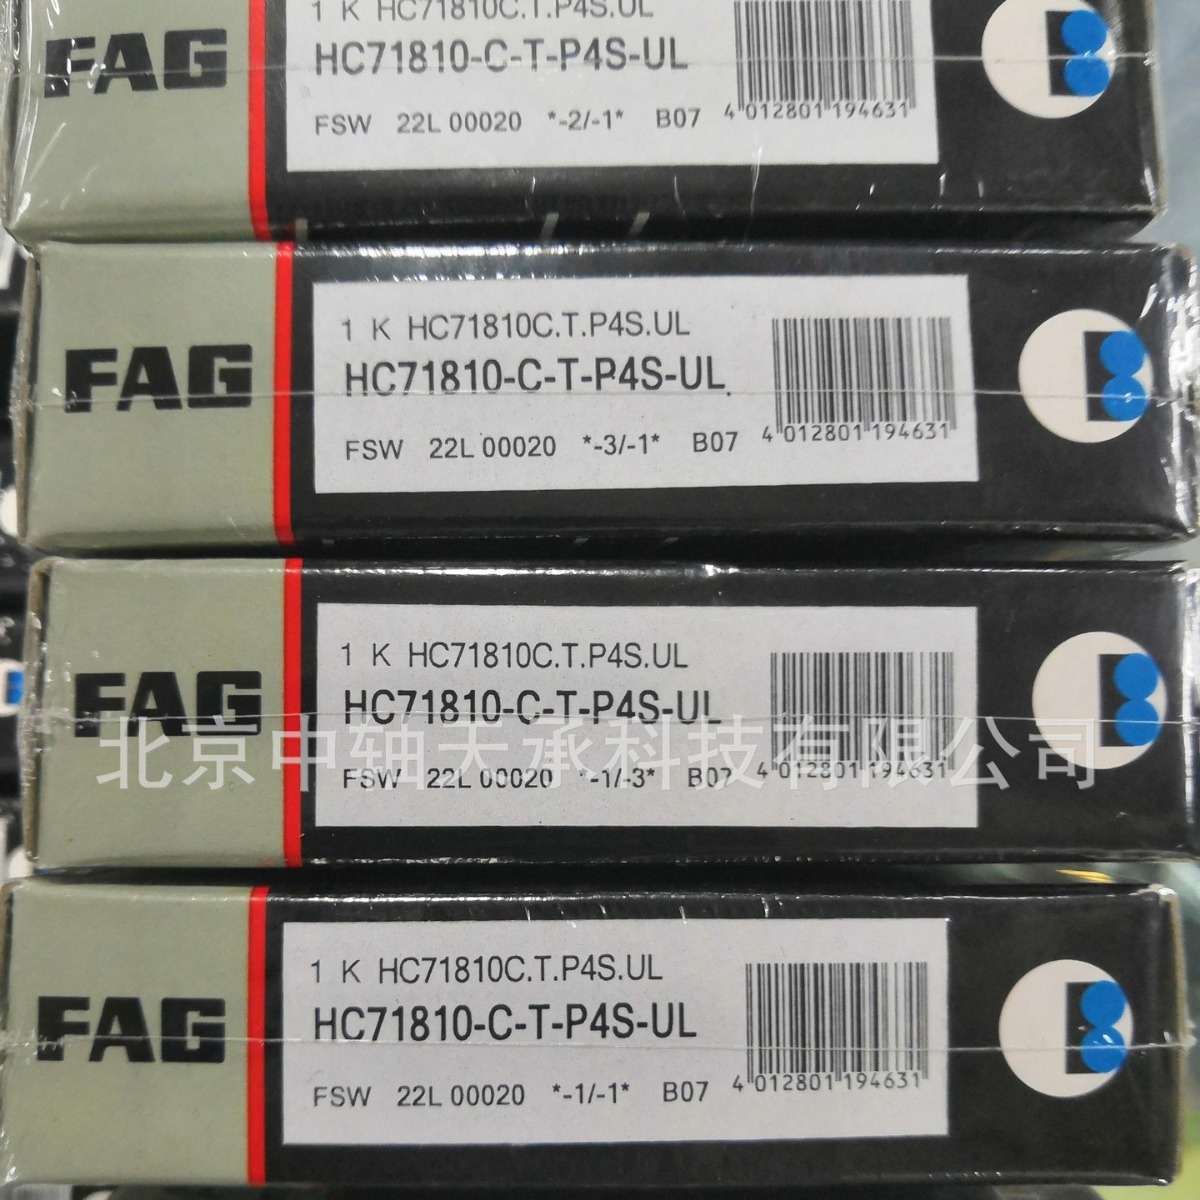 FAG
1 K HC71810C.T.P4S.UL
HC71810-C-T-P4S-UL
FSW 22L 00020 *-2/-1* B07
4 012801 194631
FAG
1 K HC71810C.T.P4S.UL
HC71810-C-T-P4S-UL
FSW 22L 00020 *-3/-1* B07
4 012801 194631
FAG
1 K HC71810C.T.P4S.UL
HC71810-C-T-P4S-UL
北京中轴天承科技有限公司
FSW 22L 00020 *-1/-3* B07
4 012801 194631
FAG
1 K HC71810C.T.P4S.UL
HC71810-C-T-P4S-UL
FSW 22L 00020 *-1/-1* B07
4 012801 194631